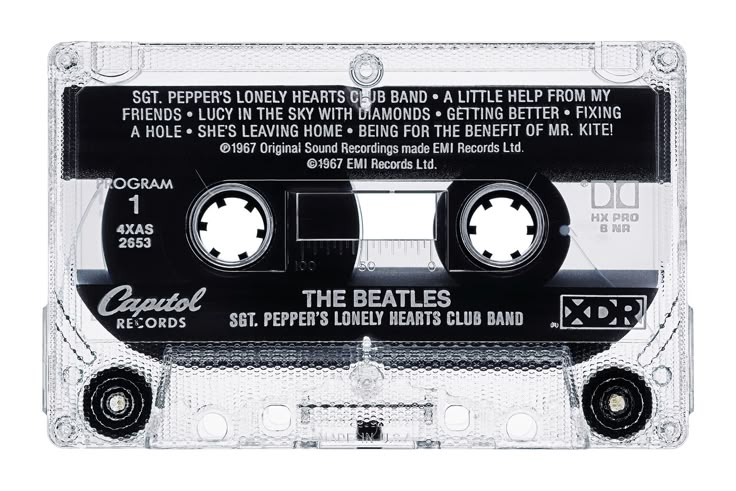 SGT. PEPPER'S LONELY HEARTS CLUB BAND • A LITTLE HELP FROM MY
FRIENDS • LUCY IN THE SKY WITH DIAMONDS • GETTING BETTER • FIXING
A HOLE • SHE'S LEAVING HOME • BEING FOR THE BENEFIT OF MR. KITE!
℗1967 Original Sound Recordings made EMI Records Ltd.
©1967 EMI Records Ltd.
PROGRAM
1
4XAS
2653
HX PRO
B NR
100 50 0
Capitol
RECORDS
THE BEATLES
SGT. PEPPER'S LONELY HEARTS CLUB BAND
® XDR
MADE IN U.S.A.